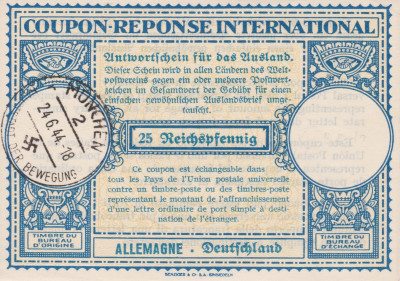 COUPON-REPONSE INTERNATIONAL
Antwortschein für das Ausland.
Dieser Schein wird in allen Ländern des Welt-
postvereins gegen ein oder mehrere Postwert-
zeichen im Gesamtwert der Gebühr für einen
einfachen gewöhnlichen Auslandsbrief umge-
tauscht.
MÜNCHEN
2
24.6.44.-18
DER BEWEGUNG
25 Reichspfennig
Ce coupon est échangeable dans
tous les Pays de l'Union postale universelle
contre un timbre-poste ou des timbres-poste
représentant le montant de l'affranchissement
d'une lettre ordinaire de port simple à desti-
nation de l'étranger.
TIMBRE DU
BUREAU
D'ORIGINE
ALLEMAGNE - Deutschland
TIMBRE DU
BUREAU
D'ÉCHANGE
BENZIGER & Co S.A. EINSIEDELN